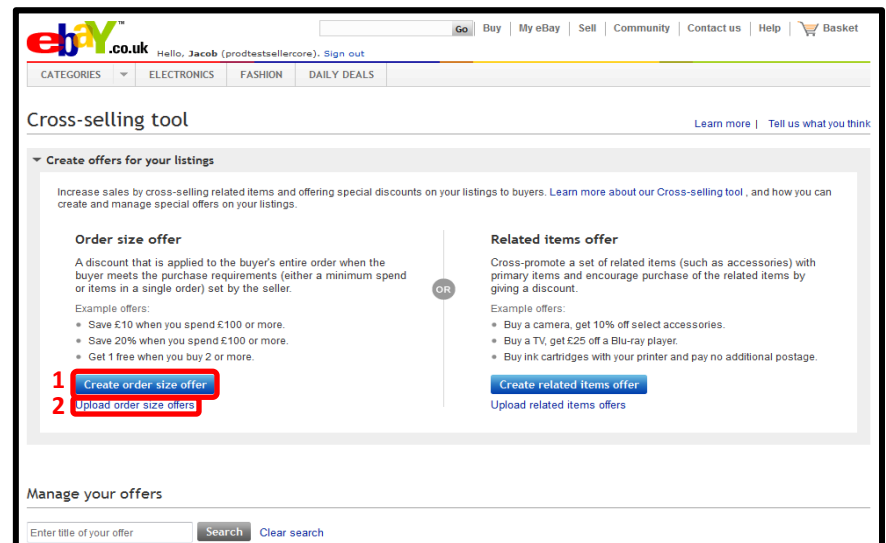 ebay™.co.uk
Hello, Jacob (prodtestsellercore). Sign out
Go Buy My eBay Sell Community Contact us Help Basket
CATEGORIES ELECTRONICS FASHION DAILY DEALS
Cross-selling tool
Learn more | Tell us what you think
Create offers for your listings
Increase sales by cross-selling related items and offering special discounts on your listings to buyers. Learn more about our Cross-selling tool , and how you can
create and manage special offers on your listings.
Order size offer
A discount that is applied to the buyer's entire order when the
buyer meets the purchase requirements (either a minimum spend
or items in a single order) set by the seller.
Example offers:
Save £10 when you spend £100 or more.
Save 20% when you spend £100 or more.
Get 1 free when you buy 2 or more.
1 Create order size offer
2 Upload order size offers
OR
Related items offer
Cross-promote a set of related items (such as accessories) with
primary items and encourage purchase of the related items by
giving a discount.
Example offers:
Buy a camera, get 10% off select accessories.
Buy a TV, get £25 off a Blu-ray player.
Buy ink cartridges with your printer and pay no additional postage.
Create related items offer
Upload related items offers
Manage your offers
Enter title of your offer Search Clear search